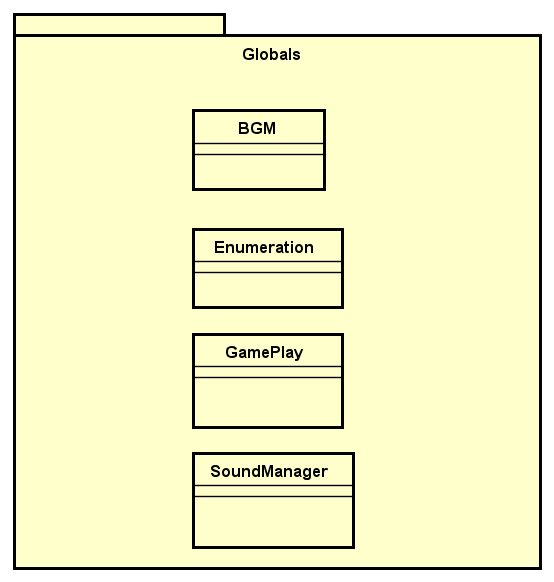 Globals
BGM
Enumeration
GamePlay
SoundManager